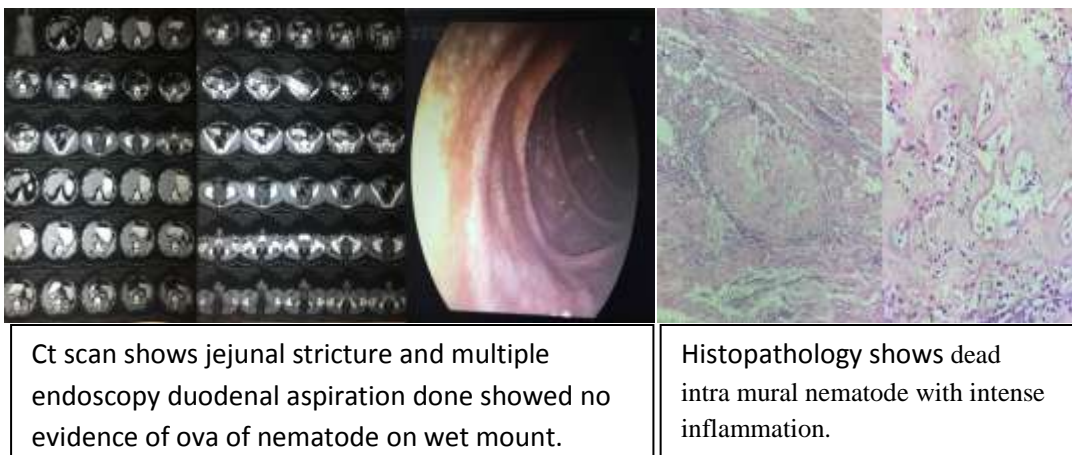 Ct scan shows jejunal stricture and multiple
endoscopy duodenal aspiration done showed no
evidence of ova of nematode on wet mount.
Histopathology shows dead
intra mural nematode with intense
inflammation.